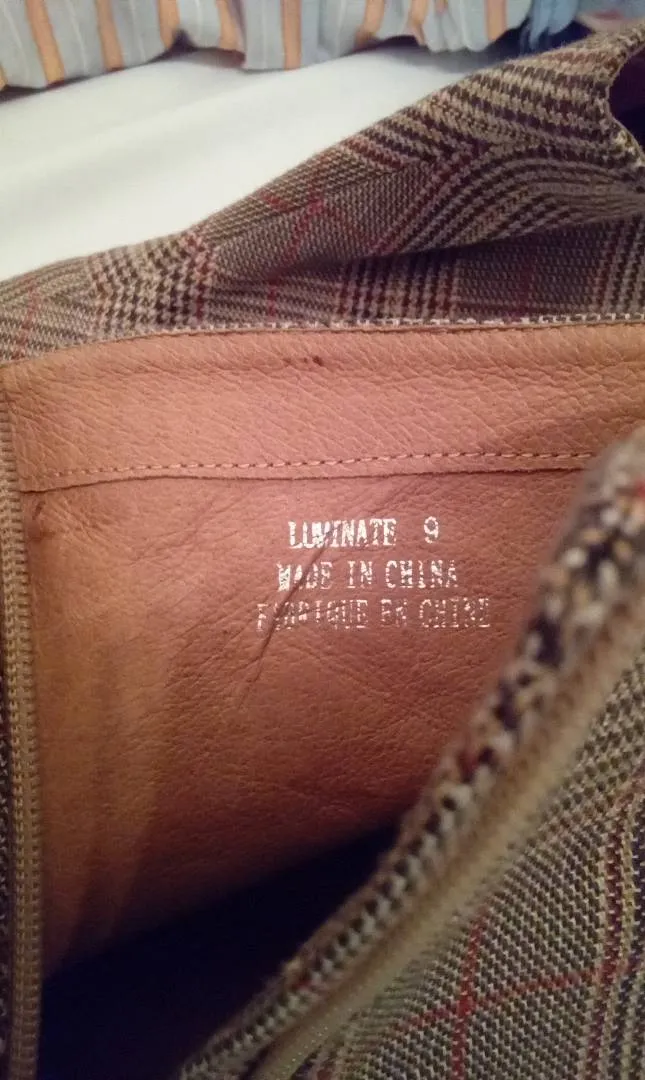 LUMINATE 9
MADE IN CHINA
FABRIQUE EN CHINE